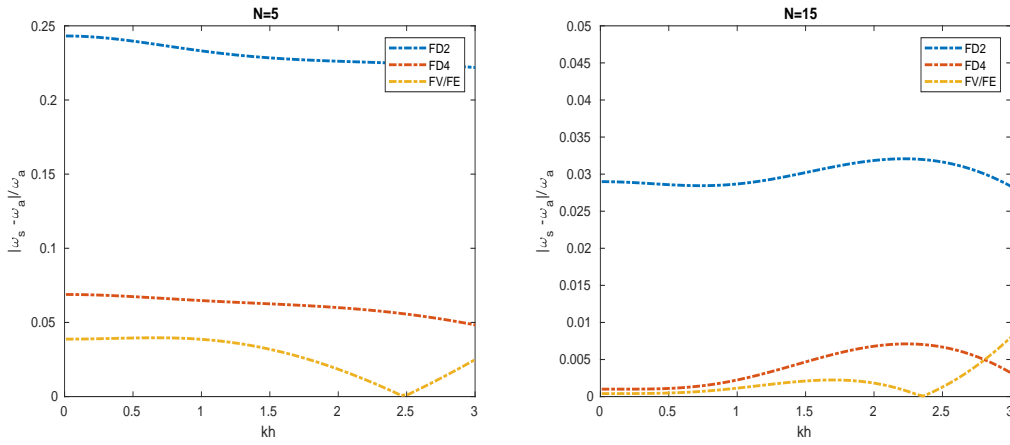 N=5
0.25
0.2
0.15
0.1
0.05
0
|ω_s - ω_a|/ω_a
0 0.5 1 1.5 2 2.5 3
kh
FD2
FD4
FV/FE
N=15
0.05
0.045
0.04
0.035
0.03
0.025
0.02
0.015
0.01
0.005
0
|ω_s - ω_a|/ω_a
0 0.5 1 1.5 2 2.5 3
kh
FD2
FD4
FV/FE